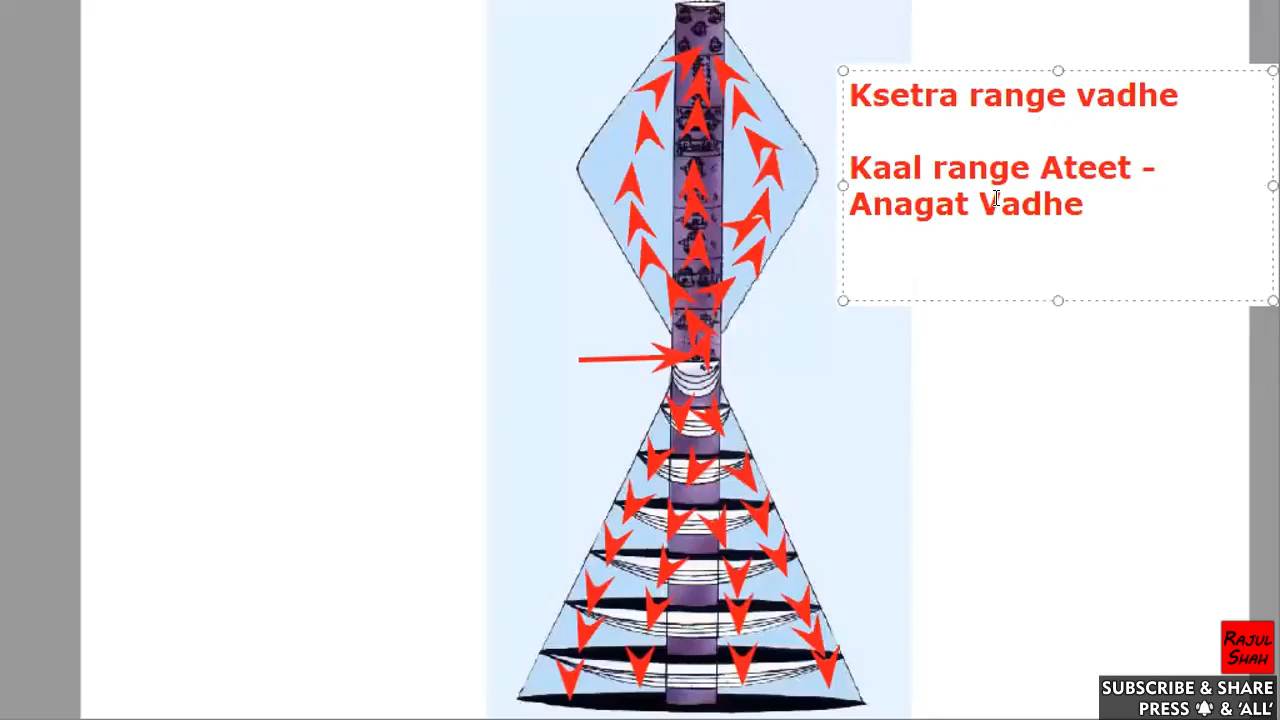 Ksetra range vadhe
Kaal range Ateet -
Anagat Vadhe
RAJUL
SHAH
SUBSCRIBE & SHARE
PRESS 🔔 & 'ALL'